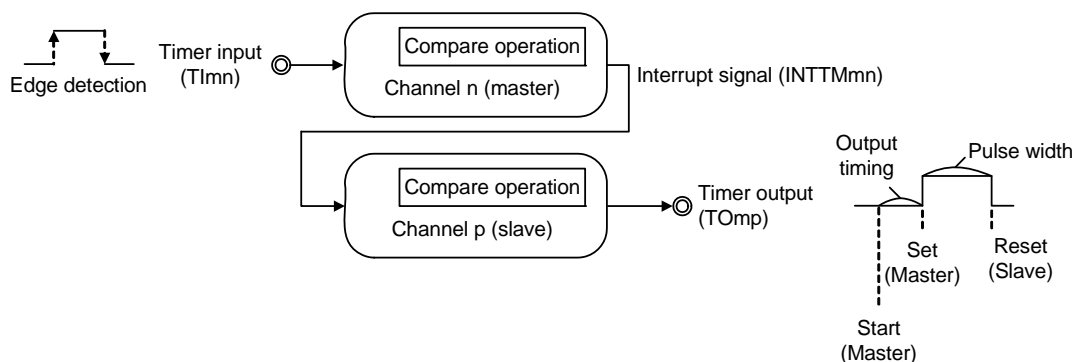 Edge detection
Timer input
(TImn)
Compare operation
Channel n (master)
Interrupt signal (INTTMmn)
Compare operation
Channel p (slave)
Timer output
(TOmp)
Output
timing
Pulse width
Set
(Master)
Reset
(Slave)
Start
(Master)